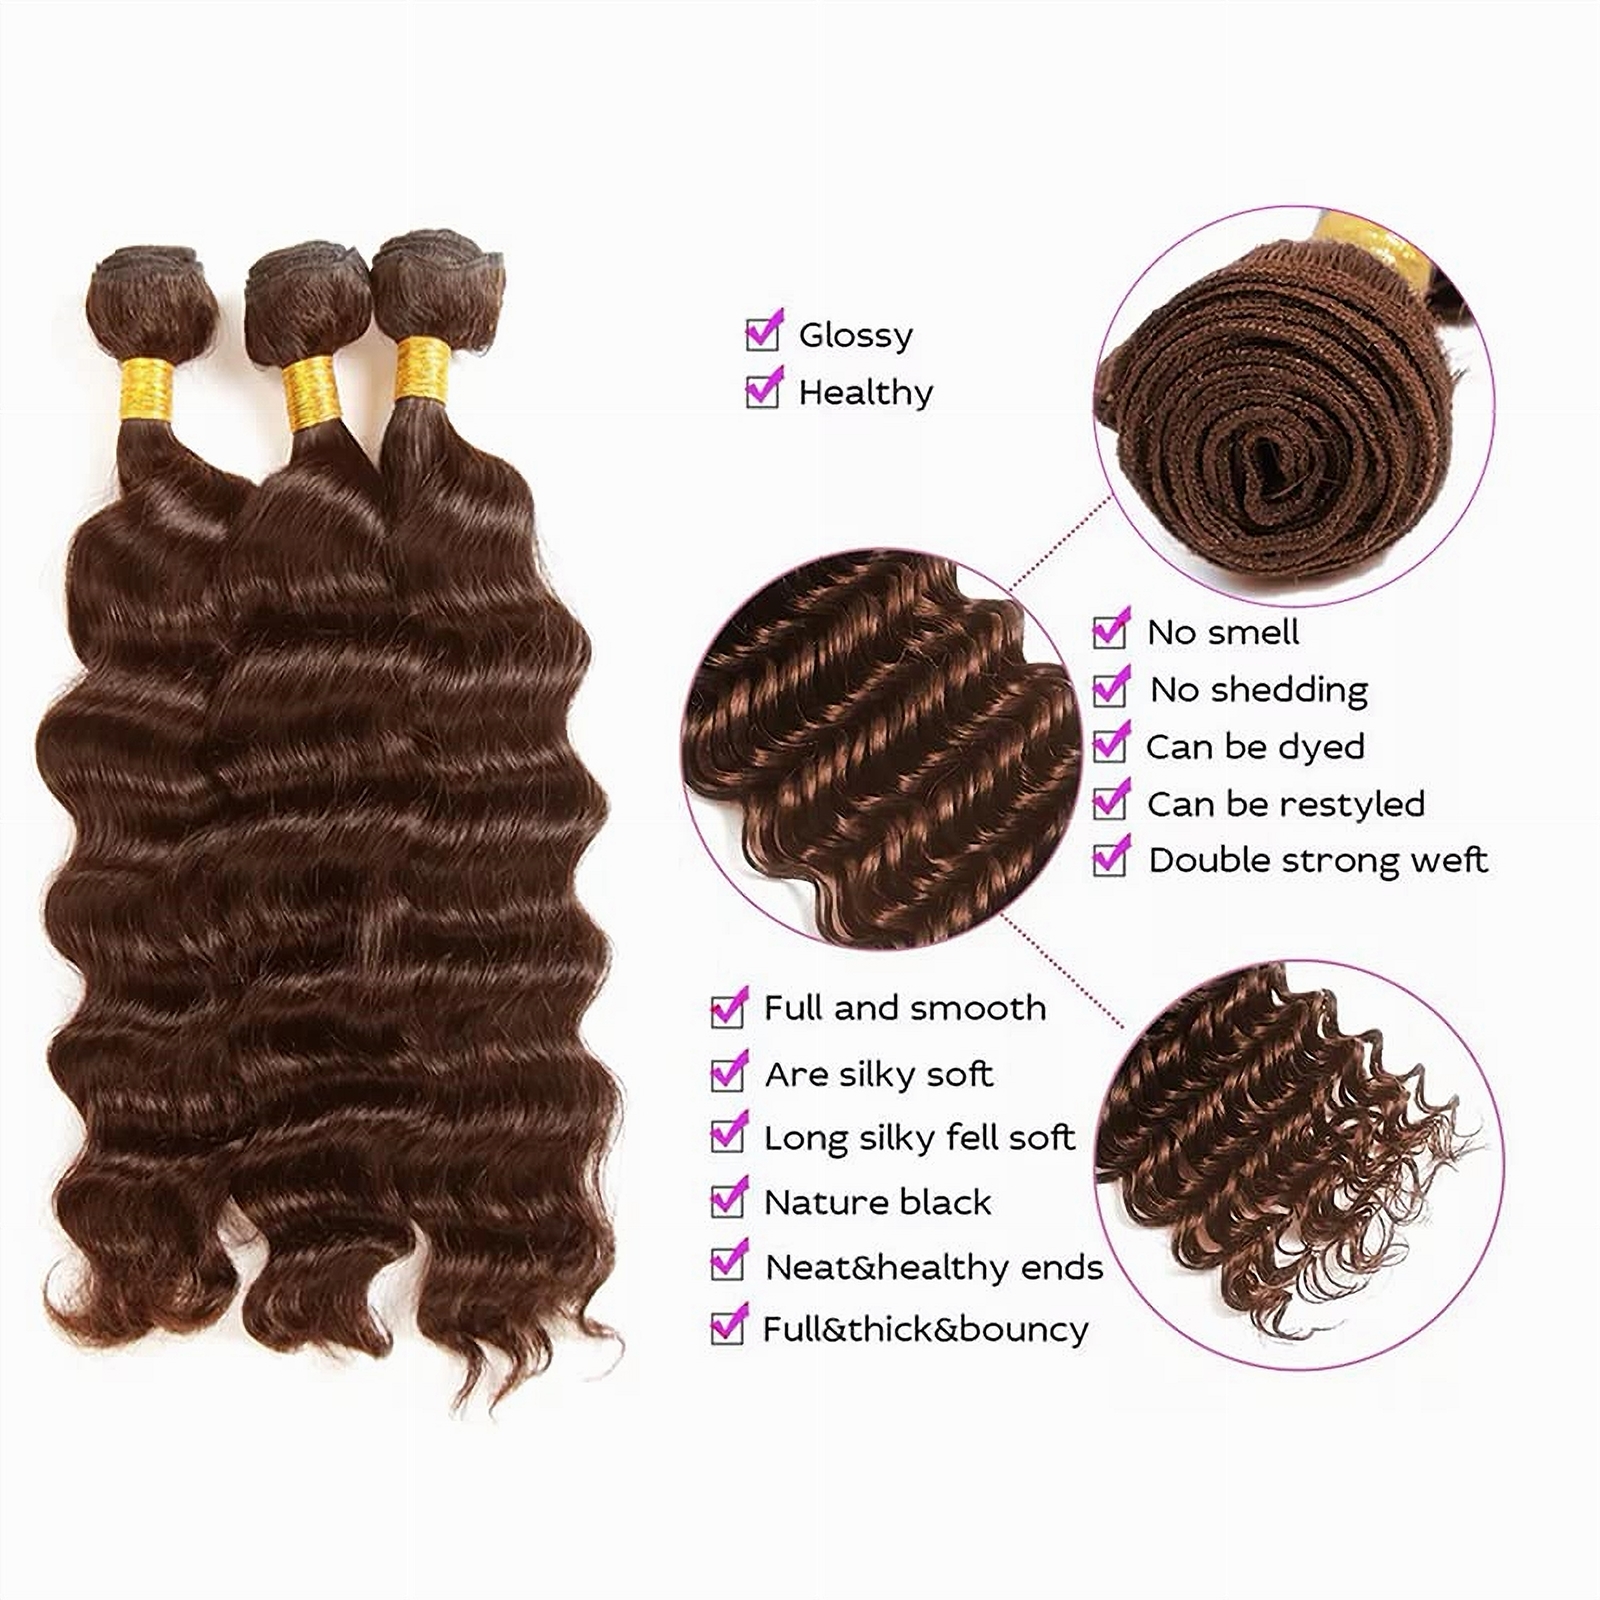 Glossy
Healthy
No smell
No shedding
Can be dyed
Can be restyled
Double strong weft
Full and smooth
Are silky soft
Long silky fell soft
Nature black
Neat&healthy ends
Full&thick&bouncy